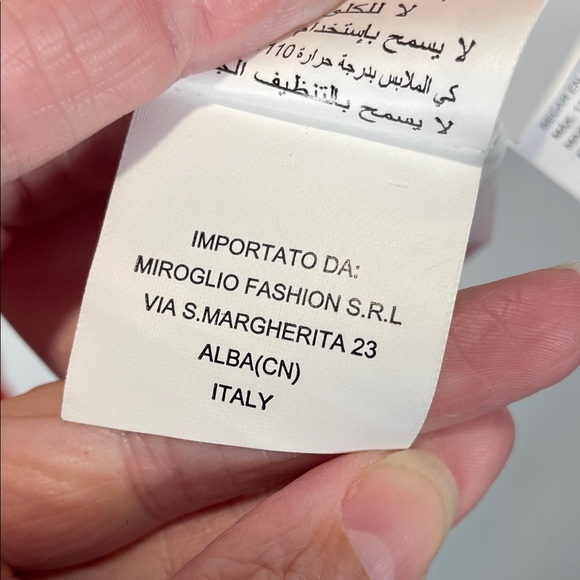 لا يسمح بإستخدام
كي الملابس بدرجة حرارة 110
لا يسمح بالتنظيف
IMPORTATO DA:
MIROGLIO FASHION S.R.L
VIA S.MARGHERITA 23
ALBA(CN)
ITALY